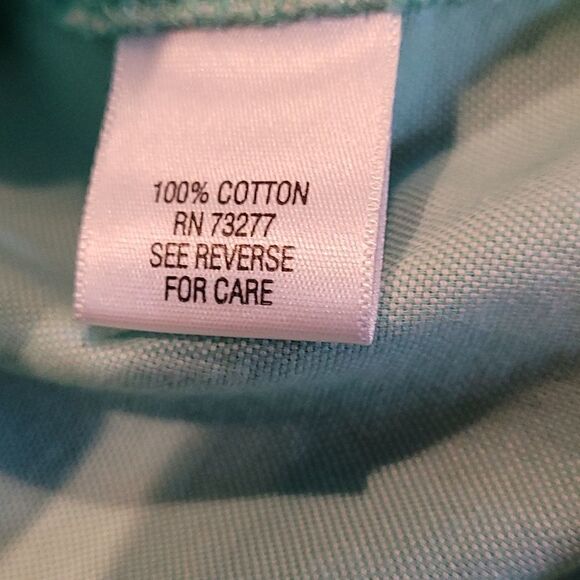 100% COTTON
RN 73277
SEE REVERSE
FOR CARE